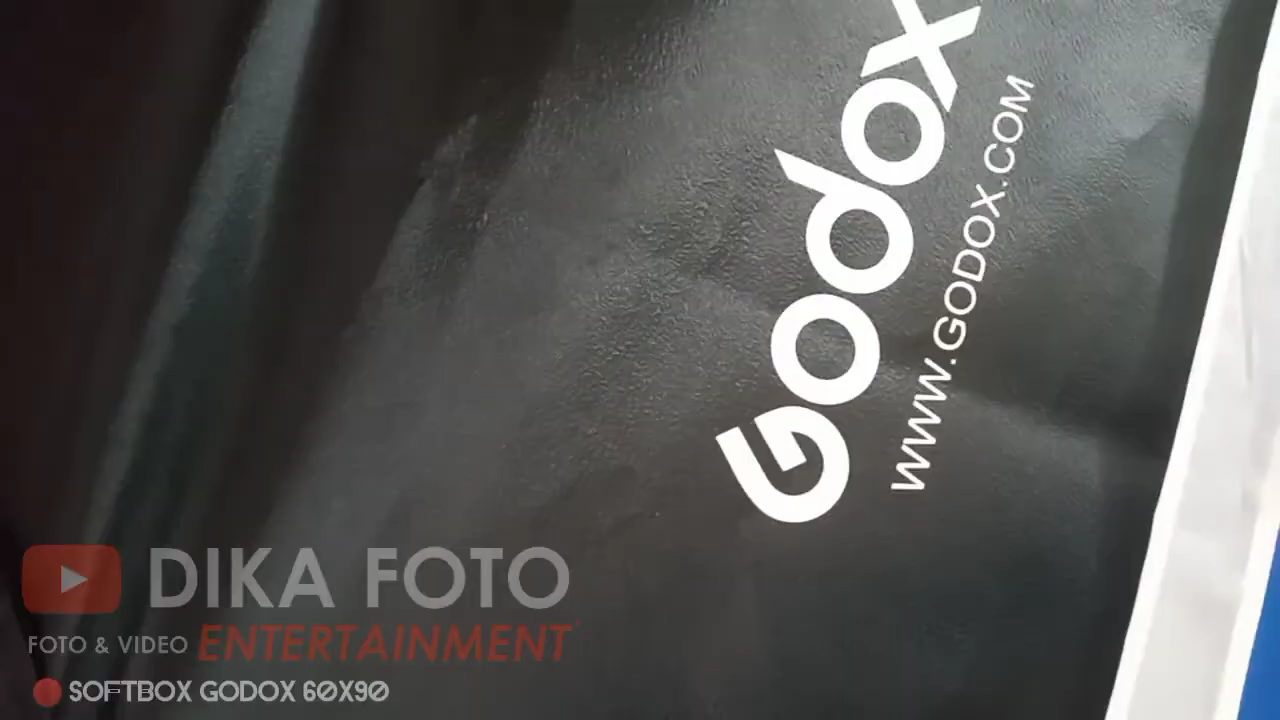 Godox
WWW.GODOX.COM
DIKA FOTO
FOTO & VIDEO ENTERTAINMENT
SOFTBOX GODOX 60X90